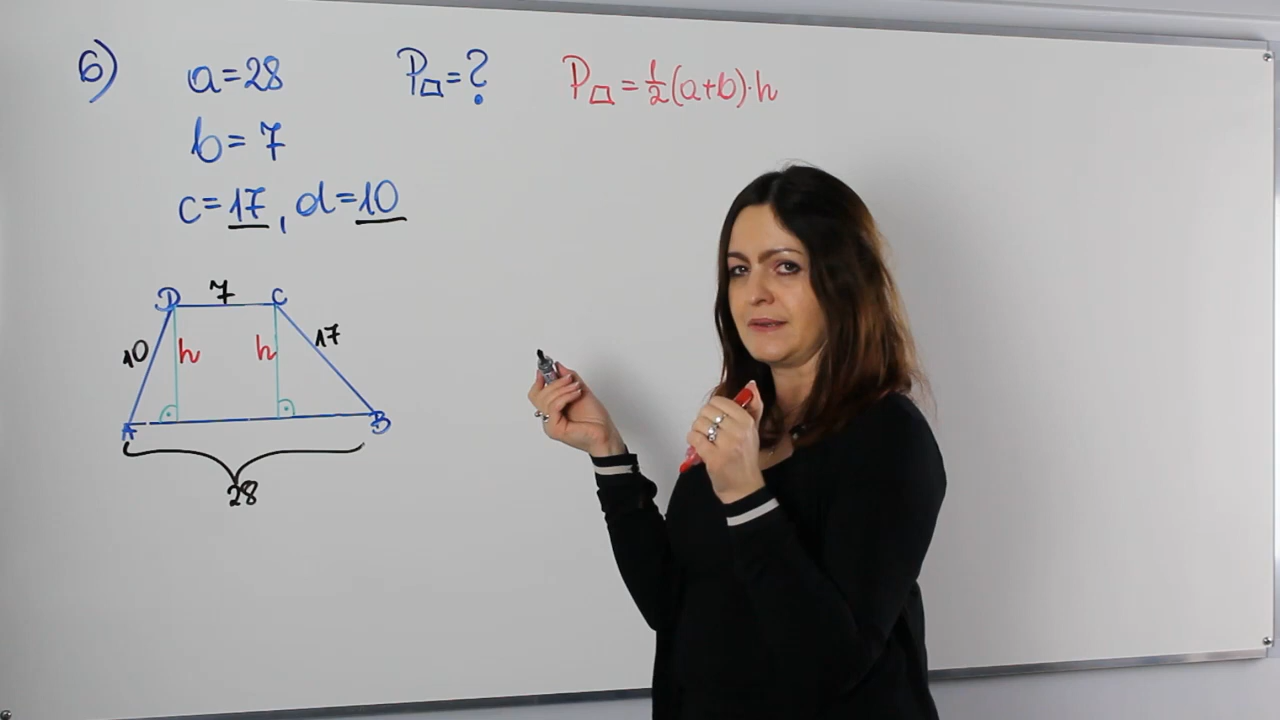 6) a=28 P▱=? P▱=½(a+b)·h
b=7
c=17, d=10
7
D C
10 h h 17
A B
28